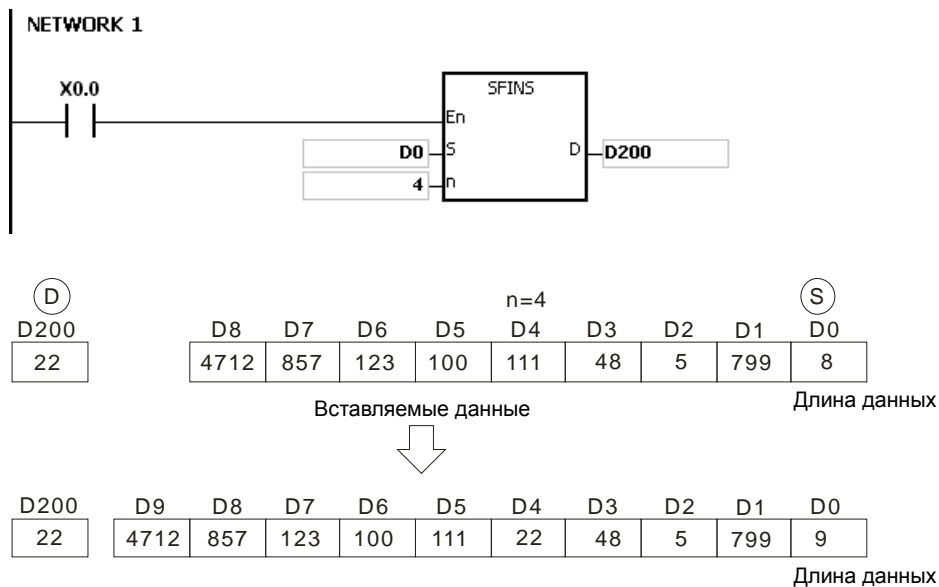 NETWORK 1
X0.0
SFINS
En
D0 S D D200
4 n
D n=4 S
D200 D8 D7 D6 D5 D4 D3 D2 D1 D0
22 4712 857 123 100 111 48 5 799 8
Вставляемые данные Длина данных
D200 D9 D8 D7 D6 D5 D4 D3 D2 D1 D0
22 4712 857 123 100 111 22 48 5 799 9
Длина данных